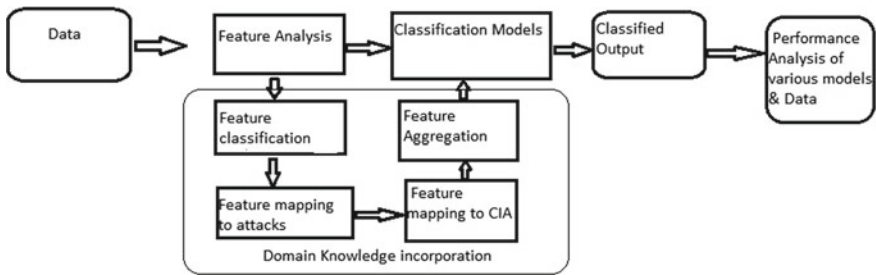 Data
Feature Analysis
Classification Models
Classified
Output
Performance
Analysis of
various models
& Data
Feature
classification
Feature mapping
to attacks
Feature
mapping to CIA
Feature
Aggregation
Domain Knowledge incorporation